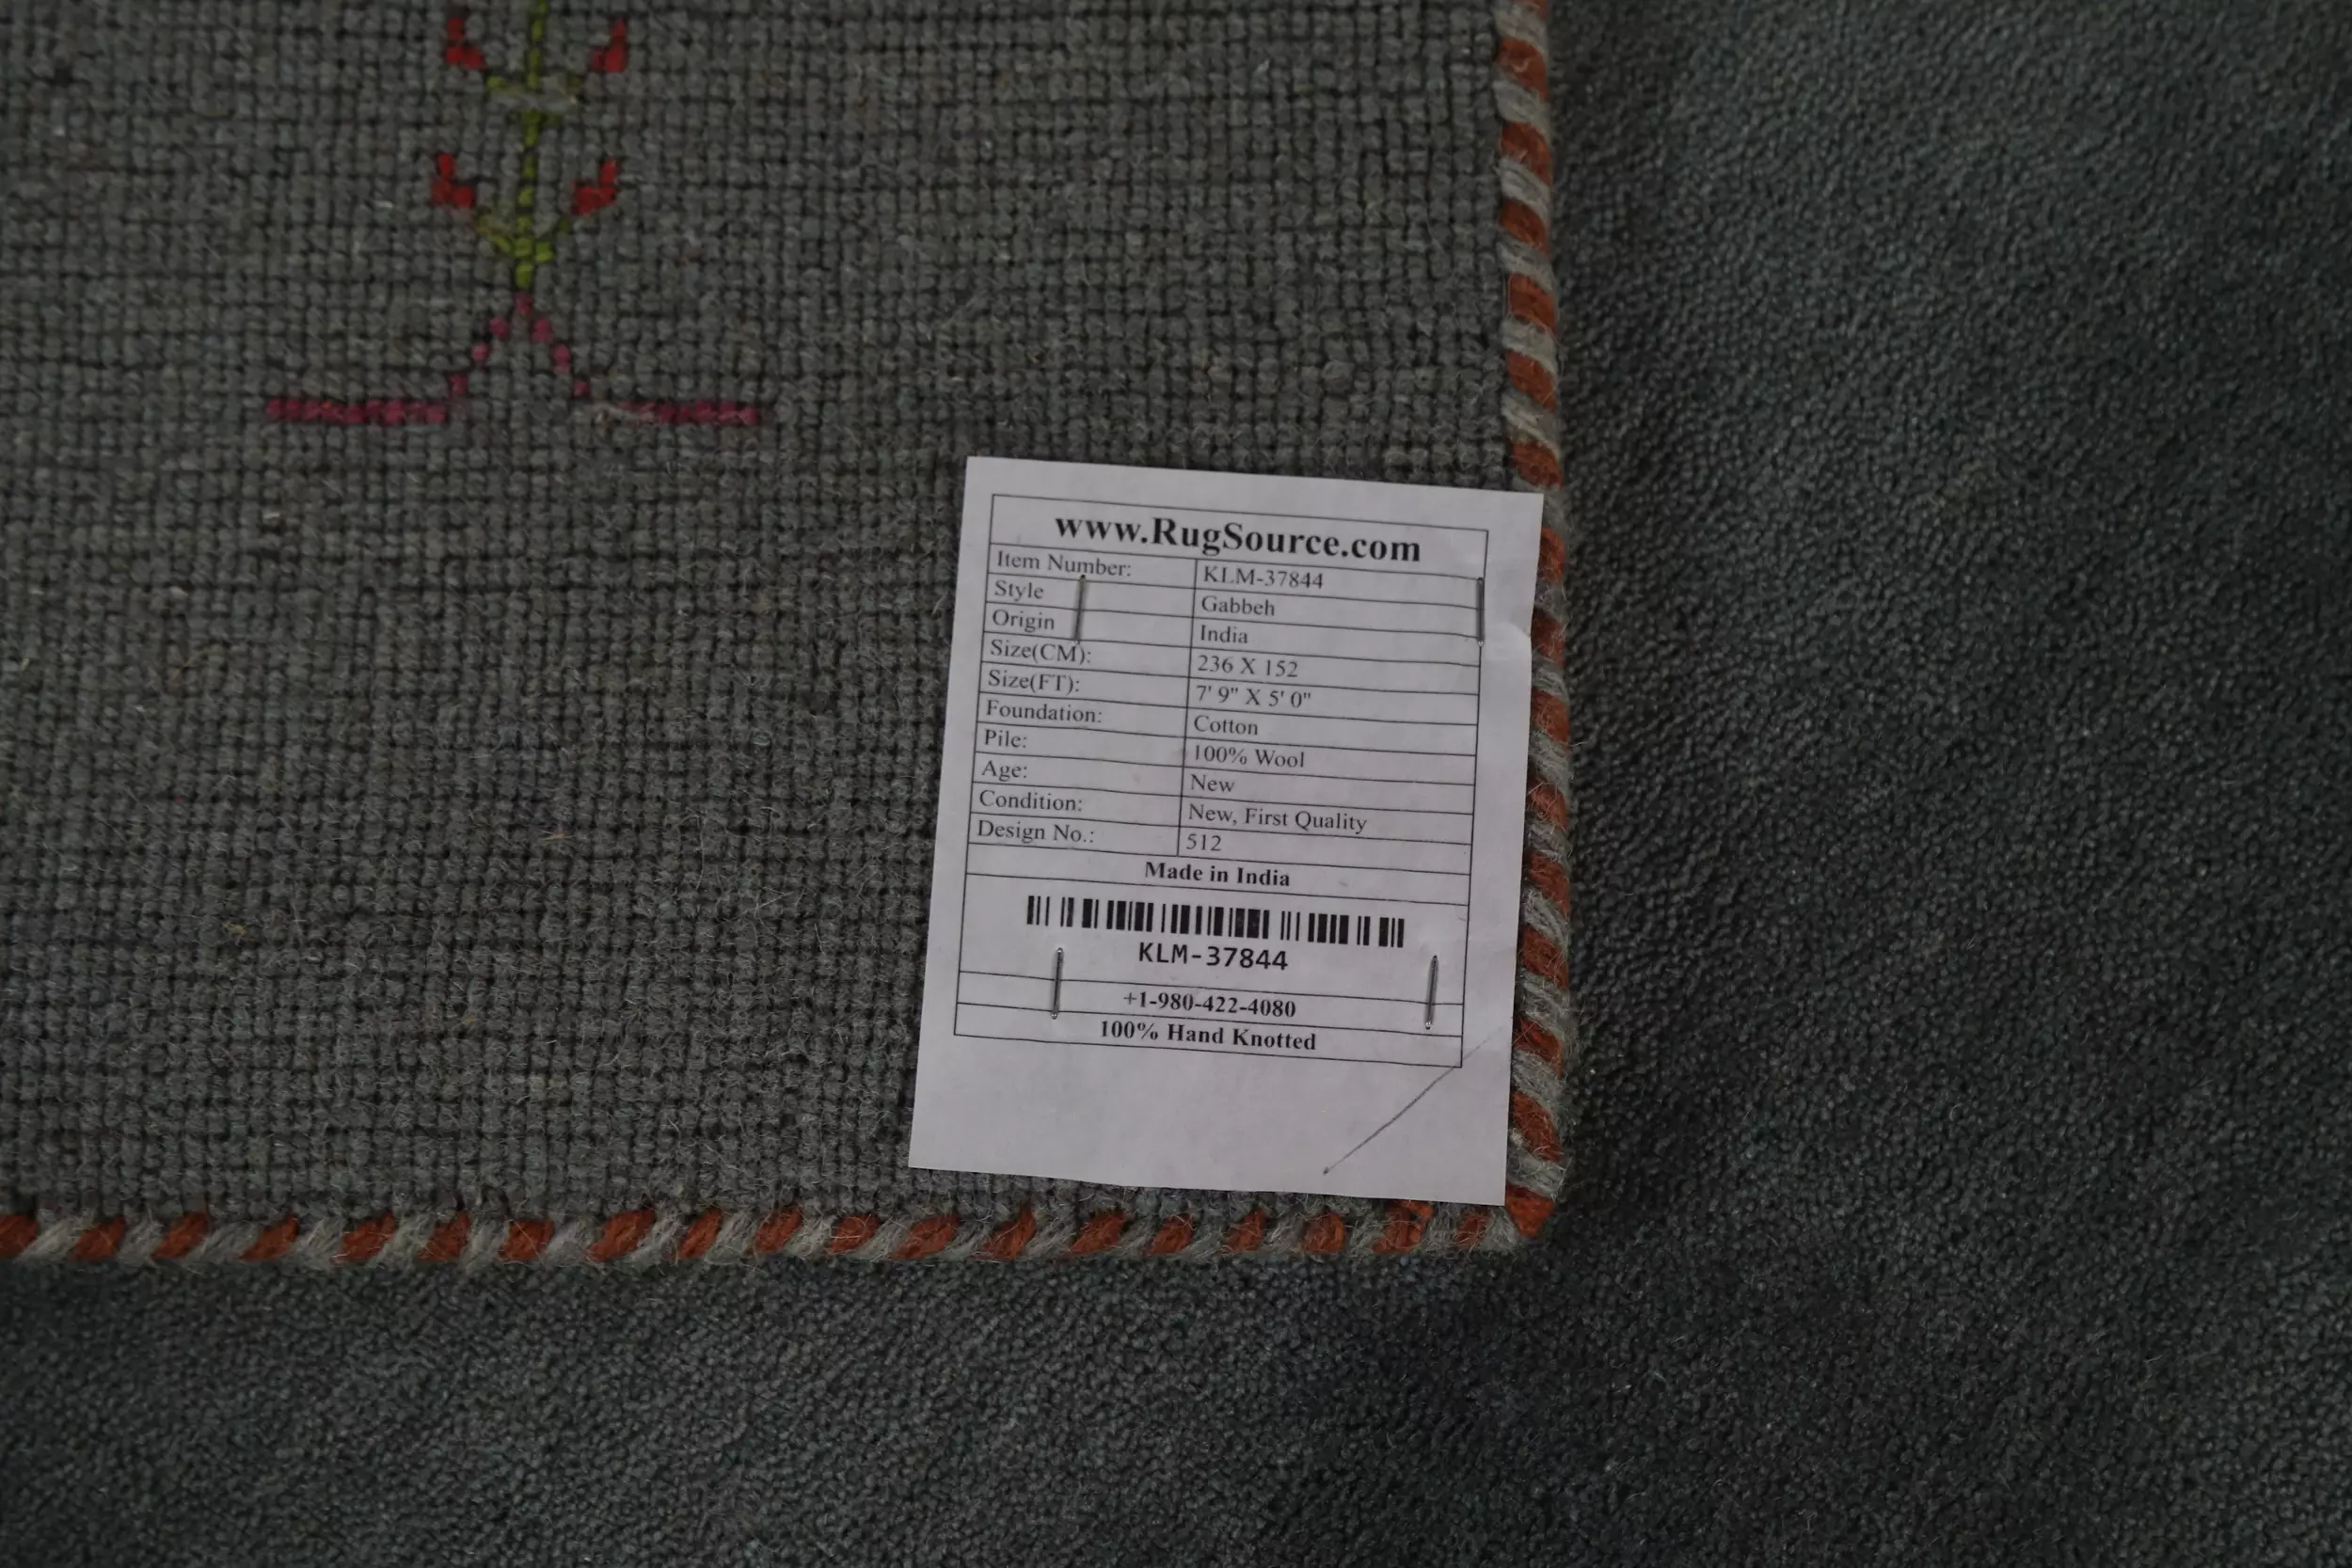 www.RugSource.com
Item Number: KLM-37844
Style Gabbeh
Origin India
Size(CM): 236 X 152
Size(FT): 7' 9" X 5' 0"
Foundation: Cotton
Pile: 100% Wool
Age: New
Condition: New, First Quality
Design No.: 512
Made in India
KLM-37844
+1-980-422-4080
100% Hand Knotted